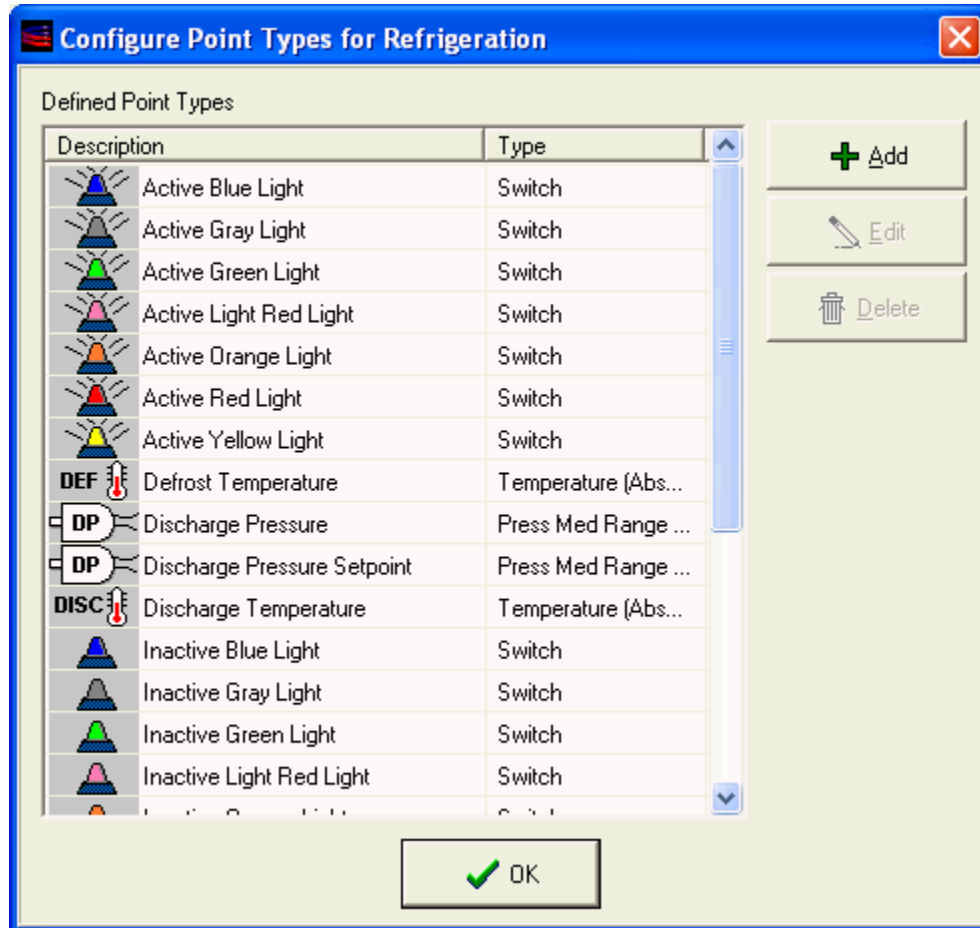 Configure Point Types for Refrigeration
Defined Point Types
Description Type
Active Blue Light Switch
Active Gray Light Switch
Active Green Light Switch
Active Light Red Light Switch
Active Orange Light Switch
Active Red Light Switch
Active Yellow Light Switch
DEF Defrost Temperature Temperature (Abs...
DP Discharge Pressure Press Med Range ...
DP Discharge Pressure Setpoint Press Med Range ...
DISC Discharge Temperature Temperature (Abs...
Inactive Blue Light Switch
Inactive Gray Light Switch
Inactive Green Light Switch
Inactive Light Red Light Switch
Add
Edit
Delete
OK